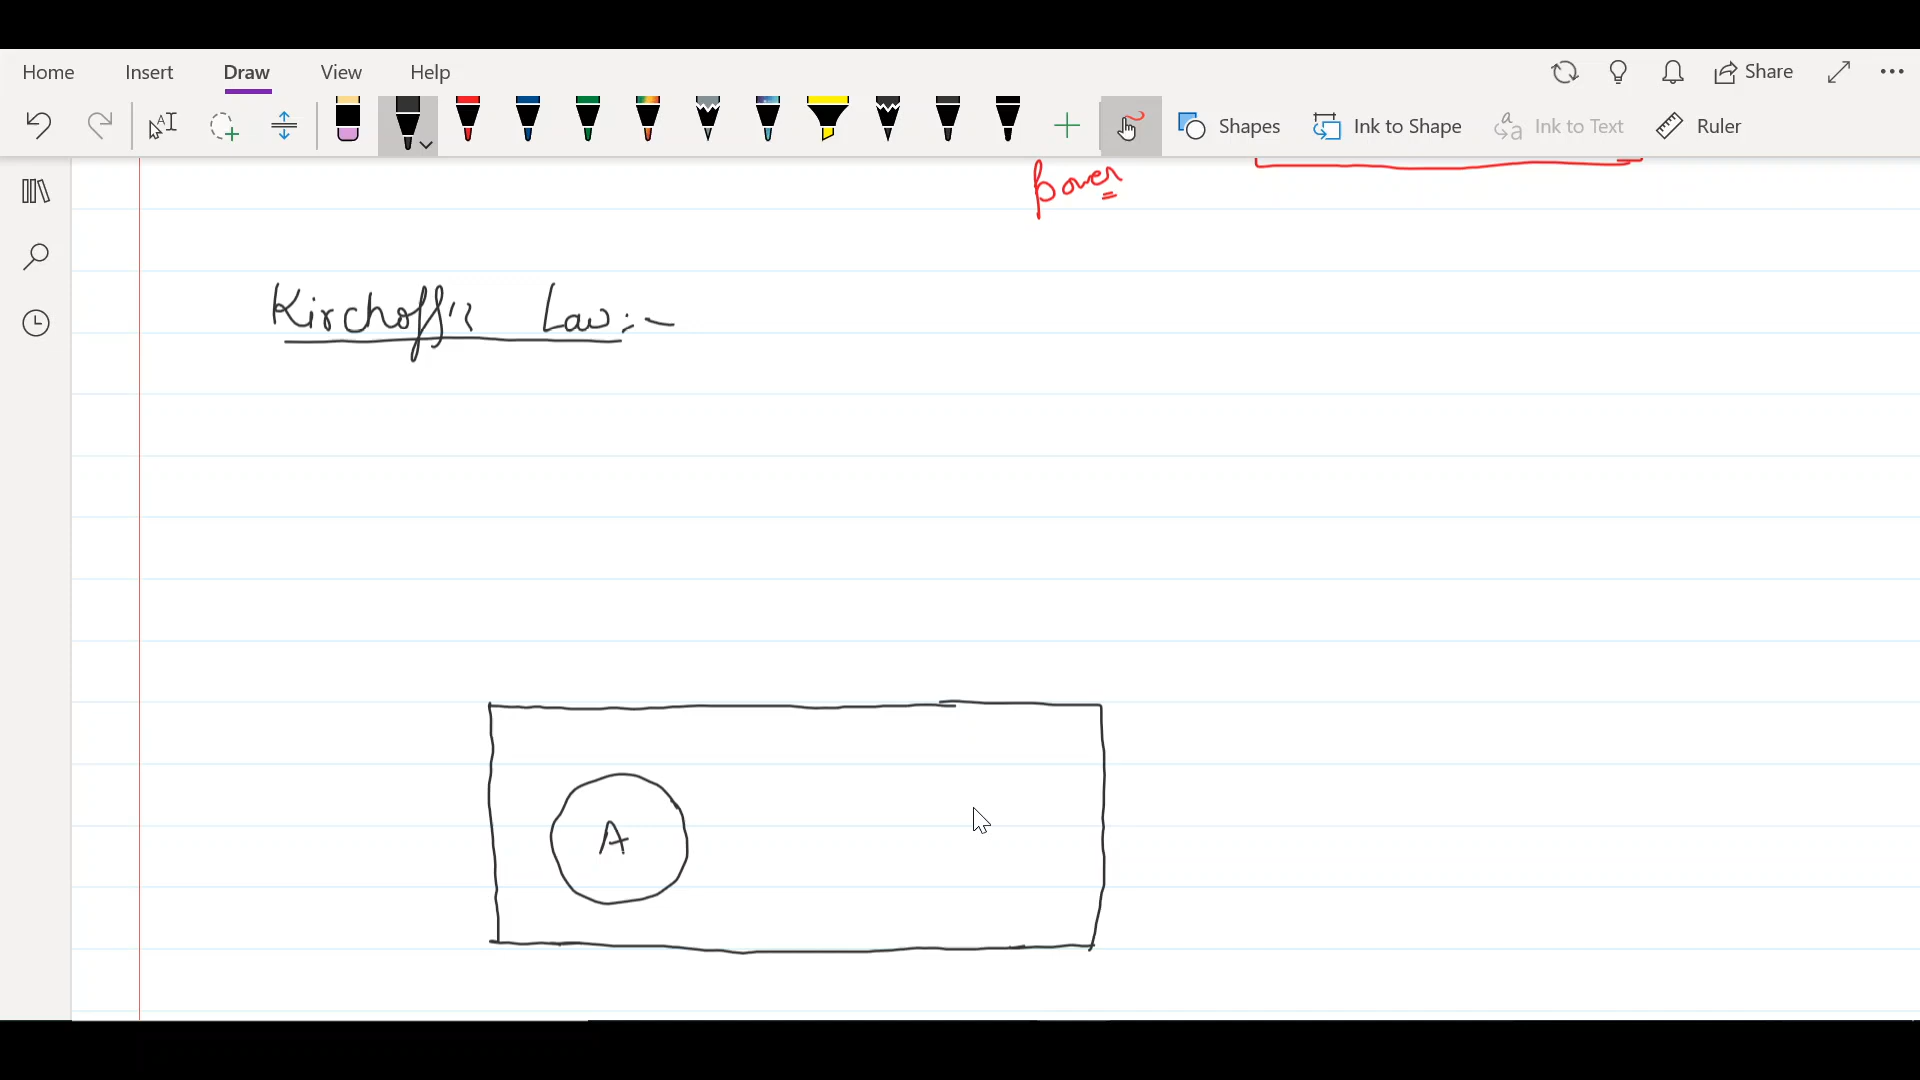 Home Insert Draw View Help
Share
Shapes Ink to Shape Ink to Text Ruler
Power
Kirchoff's Law :-
A